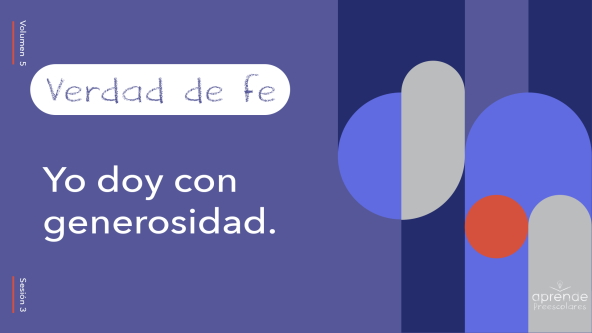 Volumen 5
Verdad de fe
Yo doy con
generosidad.
Sesión 3
aprende
Preescolares